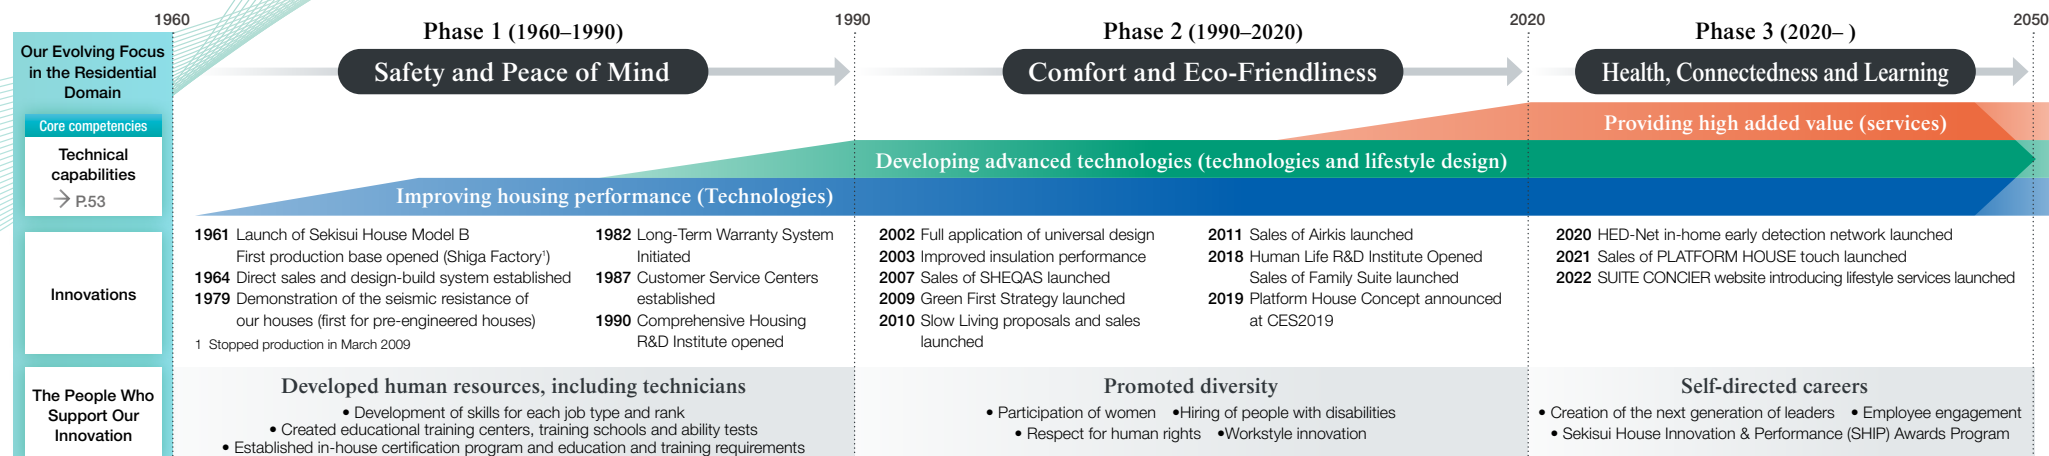 1960
1990
2020
2050
Our Evolving Focus
in the Residential
Domain
Phase 1 (1960–1990)
Safety and Peace of Mind
Phase 2 (1990–2020)
Comfort and Eco-Friendliness
Phase 3 (2020– )
Health, Connectedness and Learning
Core competencies
Technical
capabilities
→ P.53
Providing high added value (services)
Developing advanced technologies (technologies and lifestyle design)
Improving housing performance (Technologies)
Innovations
1961 Launch of Sekisui House Model B
First production base opened (Shiga Factory¹)
1964 Direct sales and design-build system established
1979 Demonstration of the seismic resistance of
our houses (first for pre-engineered houses)
1 Stopped production in March 2009
1982 Long-Term Warranty System
Initiated
1987 Customer Service Centers
established
1990 Comprehensive Housing
R&D Institute opened
2002 Full application of universal design
2003 Improved insulation performance
2007 Sales of SHEQAS launched
2009 Green First Strategy launched
2010 Slow Living proposals and sales
launched
2011 Sales of Airkis launched
2018 Human Life R&D Institute Opened
Sales of Family Suite launched
2019 Platform House Concept announced
at CES2019
2020 HED-Net in-home early detection network launched
2021 Sales of PLATFORM HOUSE touch launched
2022 SUITE CONCIER website introducing lifestyle services launched
The People Who
Support Our
Innovation
Developed human resources, including technicians
• Development of skills for each job type and rank
• Created educational training centers, training schools and ability tests
• Established in-house certification program and education and training requirements
Promoted diversity
• Participation of women •Hiring of people with disabilities
• Respect for human rights •Workstyle innovation
Self-directed careers
• Creation of the next generation of leaders • Employee engagement
• Sekisui House Innovation & Performance (SHIP) Awards Program